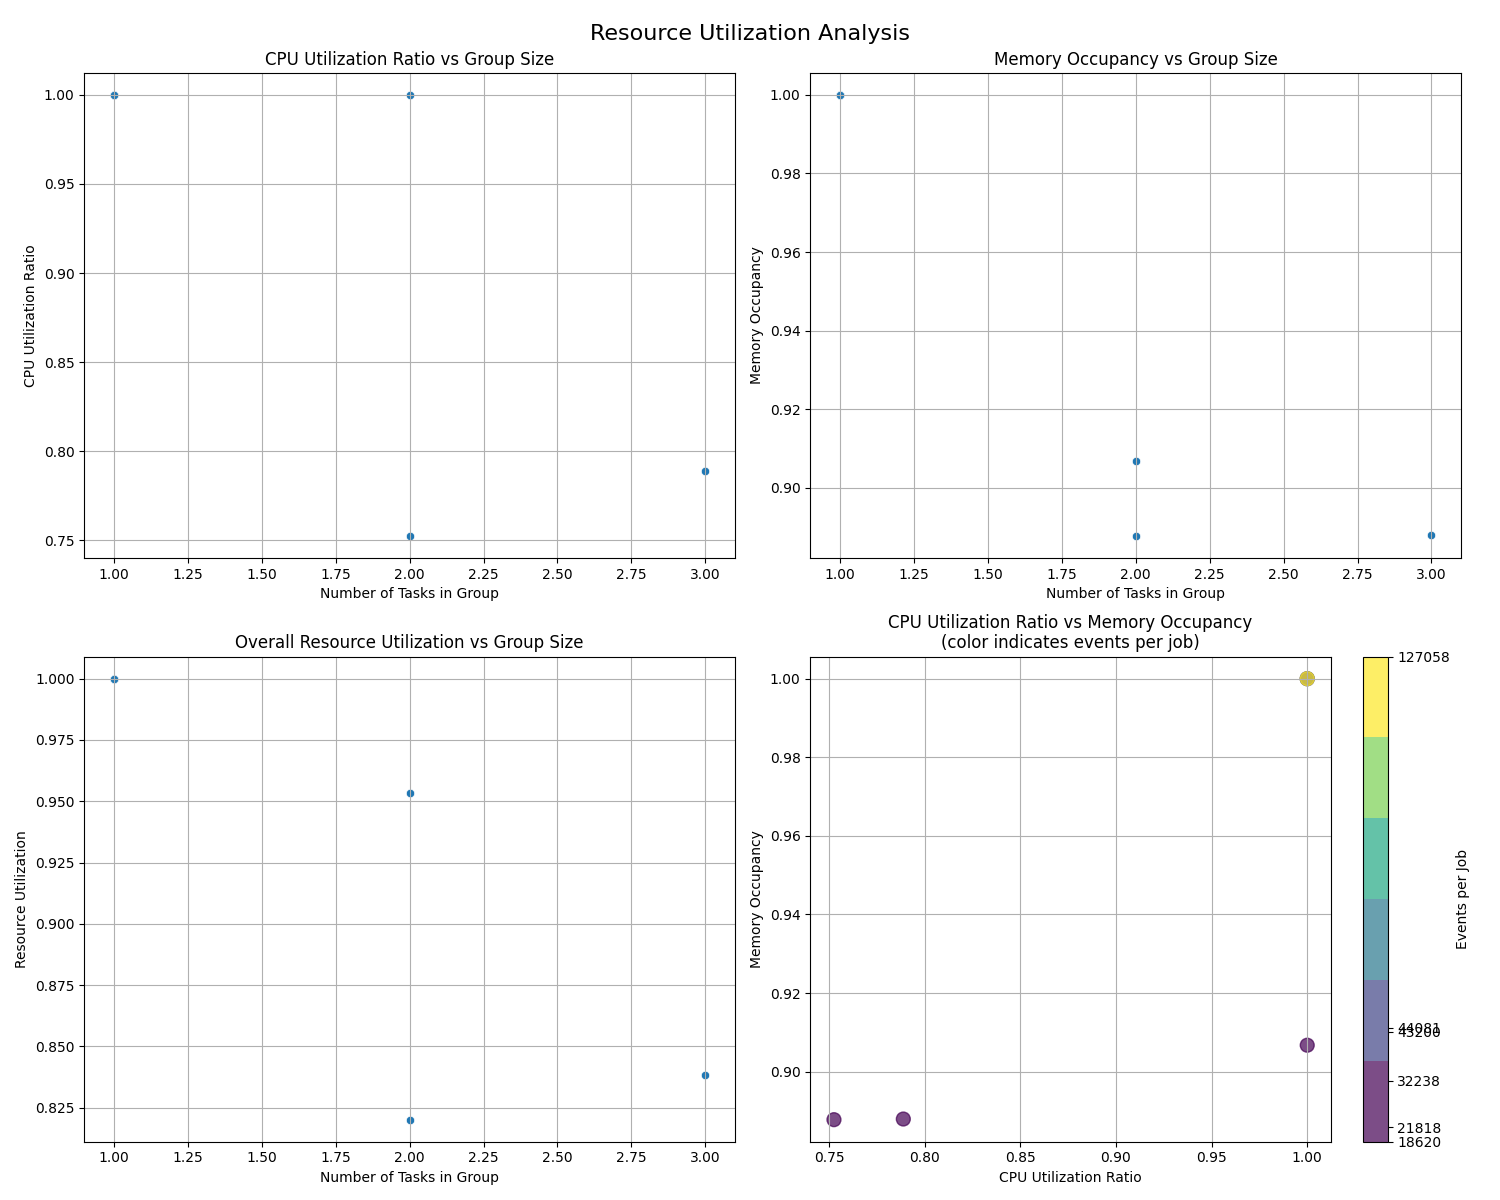 Resource Utilization Analysis
CPU Utilization Ratio vs Group Size
1.00
0.95
0.90
0.85
0.80
0.75
CPU Utilization Ratio
1.00 1.25 1.50 1.75 2.00 2.25 2.50 2.75 3.00
Number of Tasks in Group
Memory Occupancy vs Group Size
1.00
0.98
0.96
0.94
0.92
0.90
Memory Occupancy
1.00 1.25 1.50 1.75 2.00 2.25 2.50 2.75 3.00
Number of Tasks in Group
Overall Resource Utilization vs Group Size
1.000
0.975
0.950
0.925
0.900
0.875
0.850
0.825
Resource Utilization
1.00 1.25 1.50 1.75 2.00 2.25 2.50 2.75 3.00
Number of Tasks in Group
CPU Utilization Ratio vs Memory Occupancy
(color indicates events per job)
1.00
0.98
0.96
0.94
0.92
0.90
Memory Occupancy
0.75 0.80 0.85 0.90 0.95 1.00
CPU Utilization Ratio
127058
44081
43200
32238
21818
18620
Events per Job